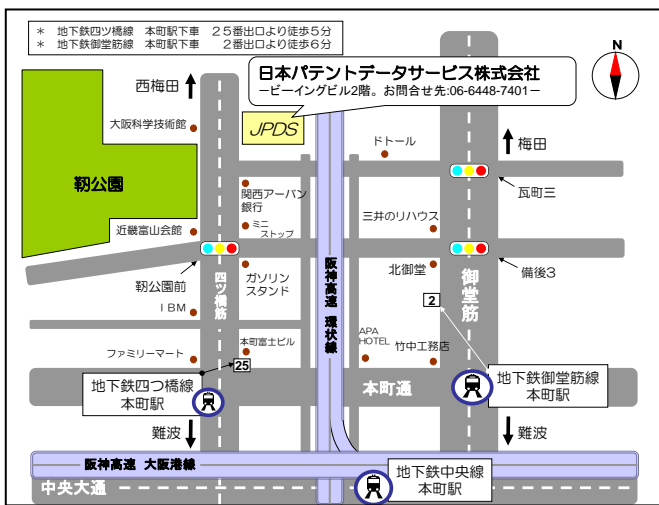 * 地下鉄四ツ橋線 本町駅下車 25番出口より徒歩5分
* 地下鉄御堂筋線 本町駅下車 2番出口より徒歩6分
N
日本パテントデータサービス株式会社
−ビーイングビル2階。お問合せ先:06-6448-7401−
西梅田
JPDS
大阪科学技術館
ドトール
梅田
靭公園
関西アーバン
銀行
瓦町三
近畿富山会館
ミニ
ストップ
三井のリハウス
靭公園前
四ツ橋筋
ガソリン
スタンド
阪神高速 環状線
北御堂
御堂筋
備後3
2
IBM
本町富士ビル
APA
HOTEL
竹中工務店
ファミリーマート
25
地下鉄四つ橋線
本町駅
本町通
地下鉄御堂筋線
本町駅
難波
難波
阪神高速 大阪港線
中央大通
地下鉄中央線
本町駅